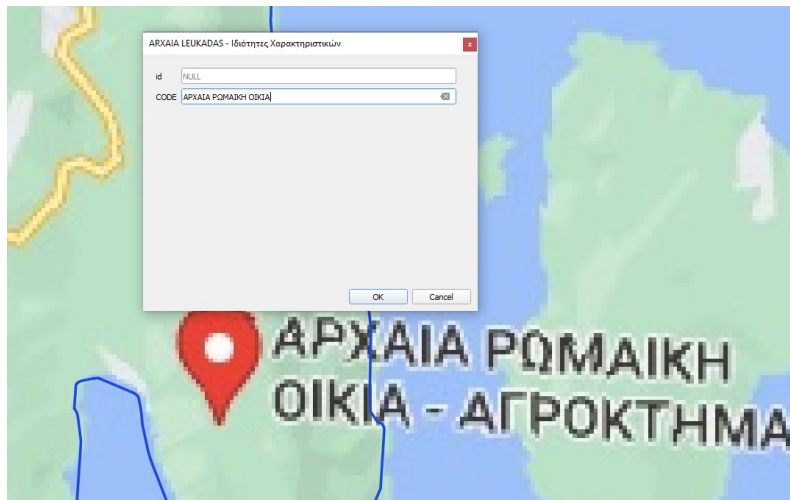 ARXAIA LEUKADAS - Ιδιότητες Χαρακτηριστικών
id NULL
CODE ΑΡΧΑΙΑ ΡΩΜΑΙΚΗ ΟΙΚΙΑ
OK Cancel
ΑΡΧΑΙΑ ΡΩΜΑΙΚΗ
ΟΙΚΙΑ - ΑΓΡΟΚΤΗΜΑ